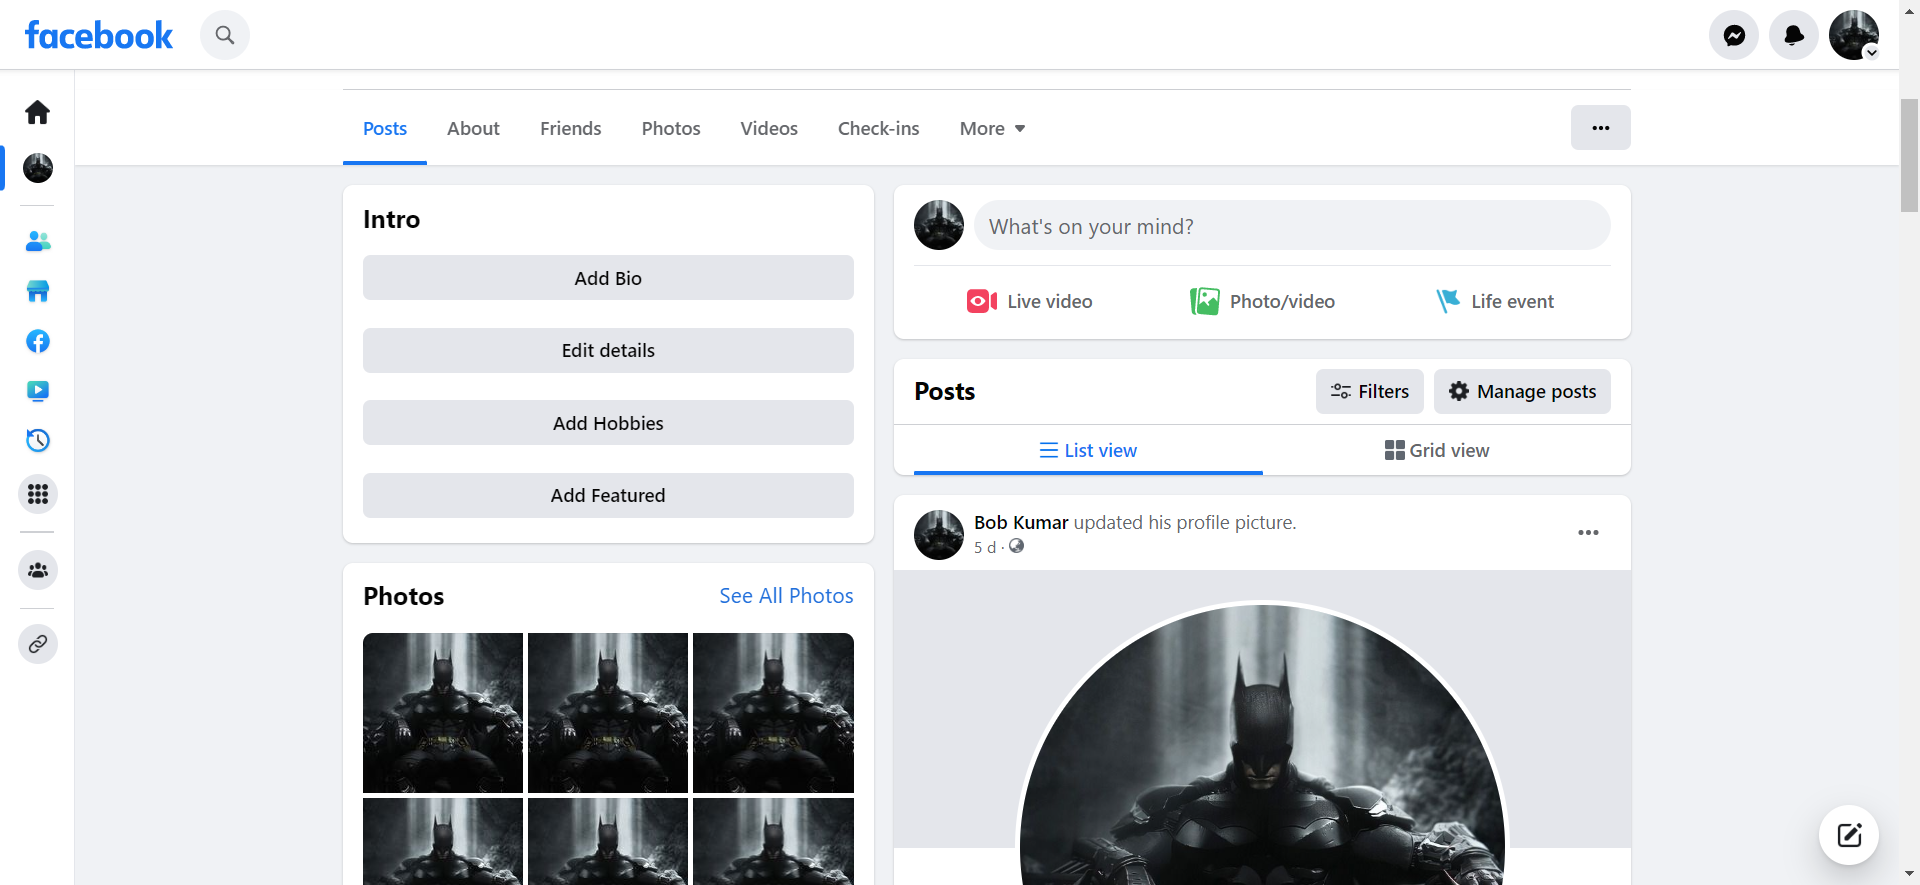 facebook
Posts About Friends Photos Videos Check-ins More
Intro
Add Bio
Edit details
Add Hobbies
Add Featured
Photos
See All Photos
What's on your mind?
Live video Photo/video Life event
Posts
Filters Manage posts
List view Grid view
Bob Kumar updated his profile picture.
5 d ·